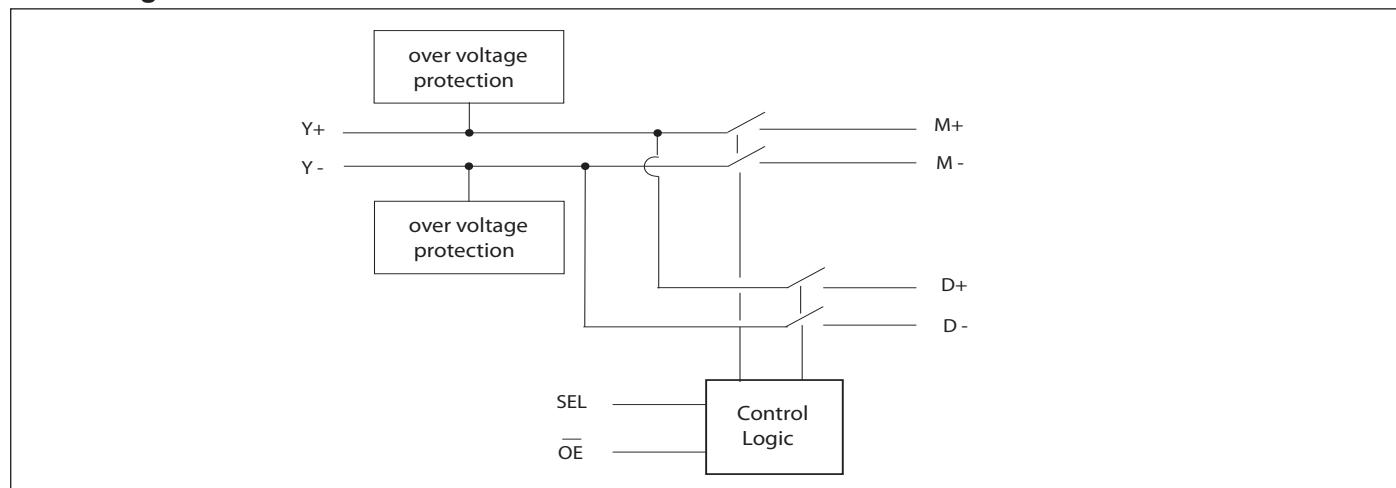 over voltage
protection
Y+
M+
Y -
M -
over voltage
protection
D+
D -
SEL
Control
Logic
OE